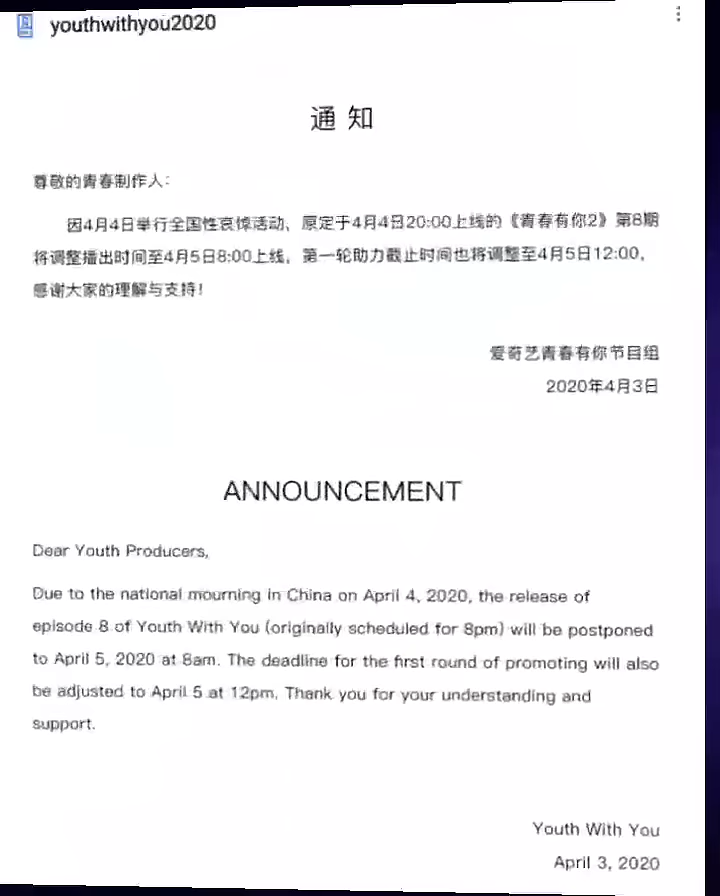 youthwithyou2020
通知
尊敬的青春制作人：
因4月4日举行全国性哀悼活动，原定于4月4日20:00上线的《青春有你2》第8期
将调整播出时间至4月5日8:00上线，第一轮助力截止时间也将调整至4月5日12:00，
感谢大家的理解与支持！
爱奇艺青春有你节目组
2020年4月3日
ANNOUNCEMENT
Dear Youth Producers,
Due to the national mourning in China on April 4, 2020, the release of
episode 8 of Youth With You (originally scheduled for 8pm) will be postponed
to April 5, 2020 at 8am. The deadline for the first round of promoting will also
be adjusted to April 5 at 12pm. Thank you for your understanding and
support.
Youth With You
April 3, 2020